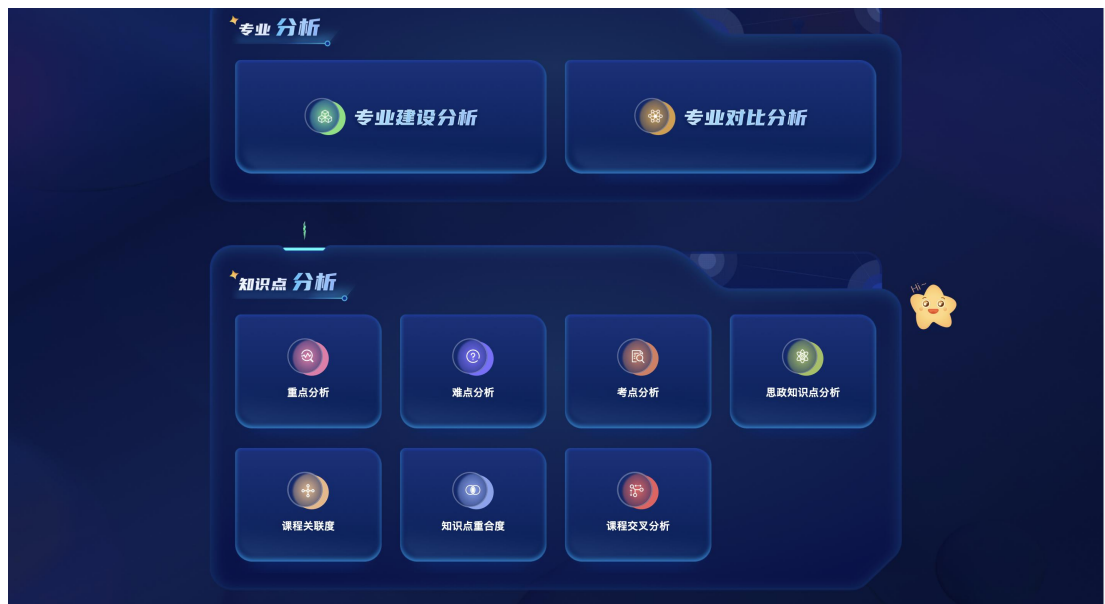 专业 分析
专业建设分析
专业对比分析
知识点 分析
Hi~
重点分析
难点分析
考点分析
思政知识点分析
课程关联度
知识点重合度
课程交叉分析